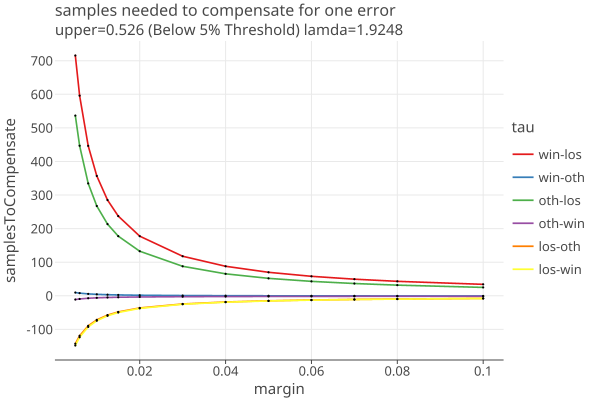 samples needed to compensate for one error
upper=0.526 (Below 5% Threshold) lamda=1.9248
samplesToCompensate
700
600
500
400
300
200
100
0
-100
0.02
0.04
0.06
0.08
0.1
margin
tau
win-los
win-oth
oth-los
oth-win
los-oth
los-win